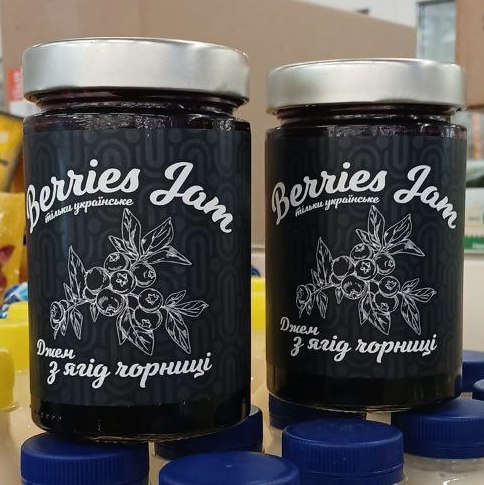 Berries Jam
тільки українське
Джем
з ягід чорниці
Berries Jam
тільки українське
Джем
з ягід чорниці